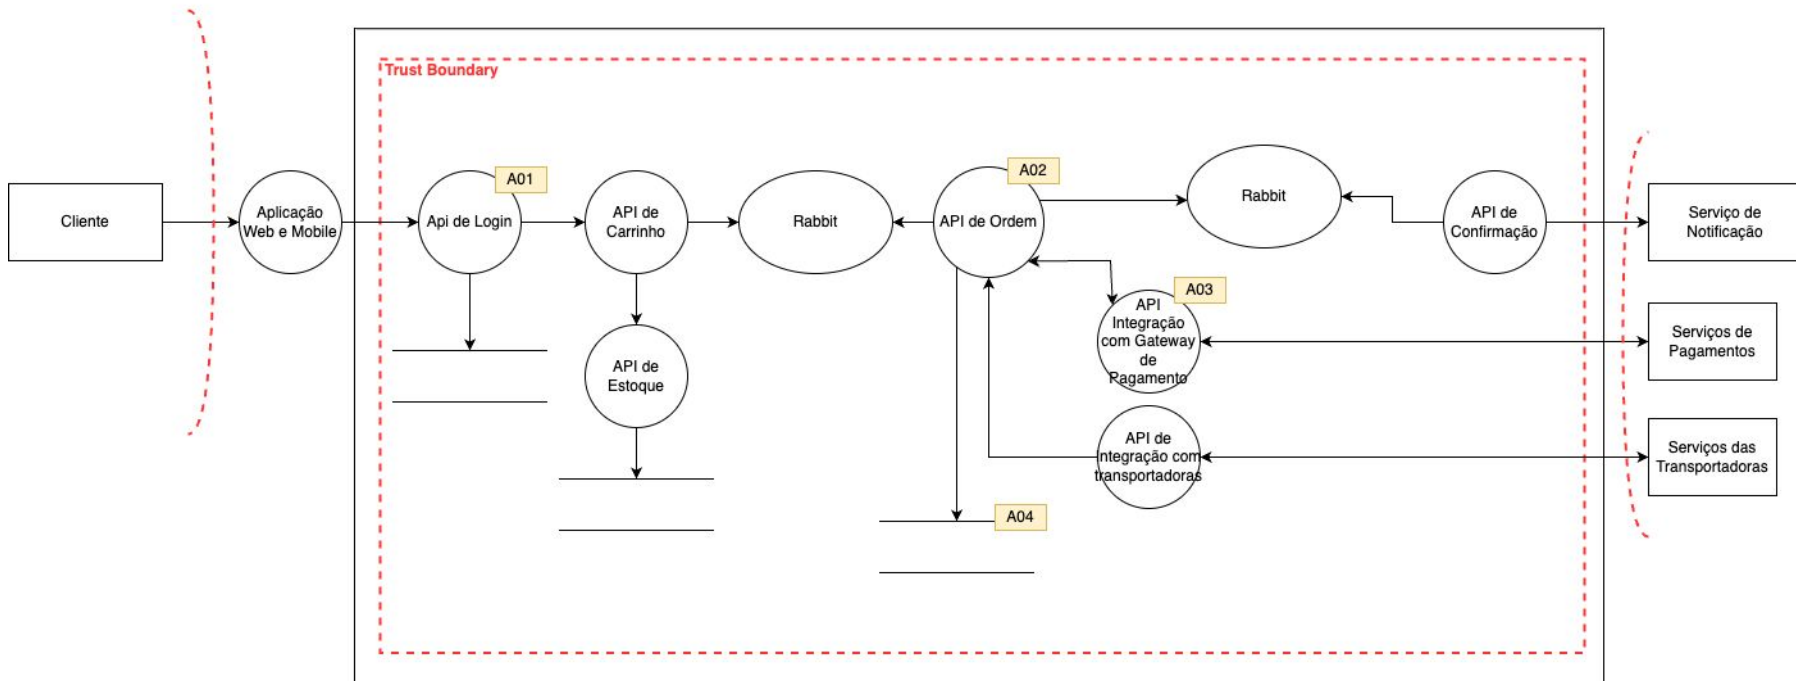 Trust Boundary
Cliente
Aplicação
Web e Mobile
A01
Api de Login
API de
Carrinho
API de
Estoque
Rabbit
A02
API de Ordem
Rabbit
API de
Confirmação
A03
API
Integração
com Gateway
de
Pagamento
API de
Integração com
transportadoras
A04
Serviço de
Notificação
Serviços de
Pagamentos
Serviços das
Transportadoras